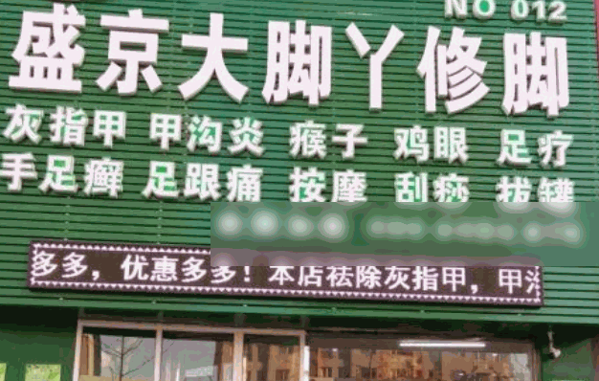 NO 012
盛京大脚丫修脚
灰指甲 甲沟炎 瘊子 鸡眼 足疗
手足癣 足跟痛 按摩 刮痧 拔罐
多多，优惠多多！本店祛除灰指甲，甲沟